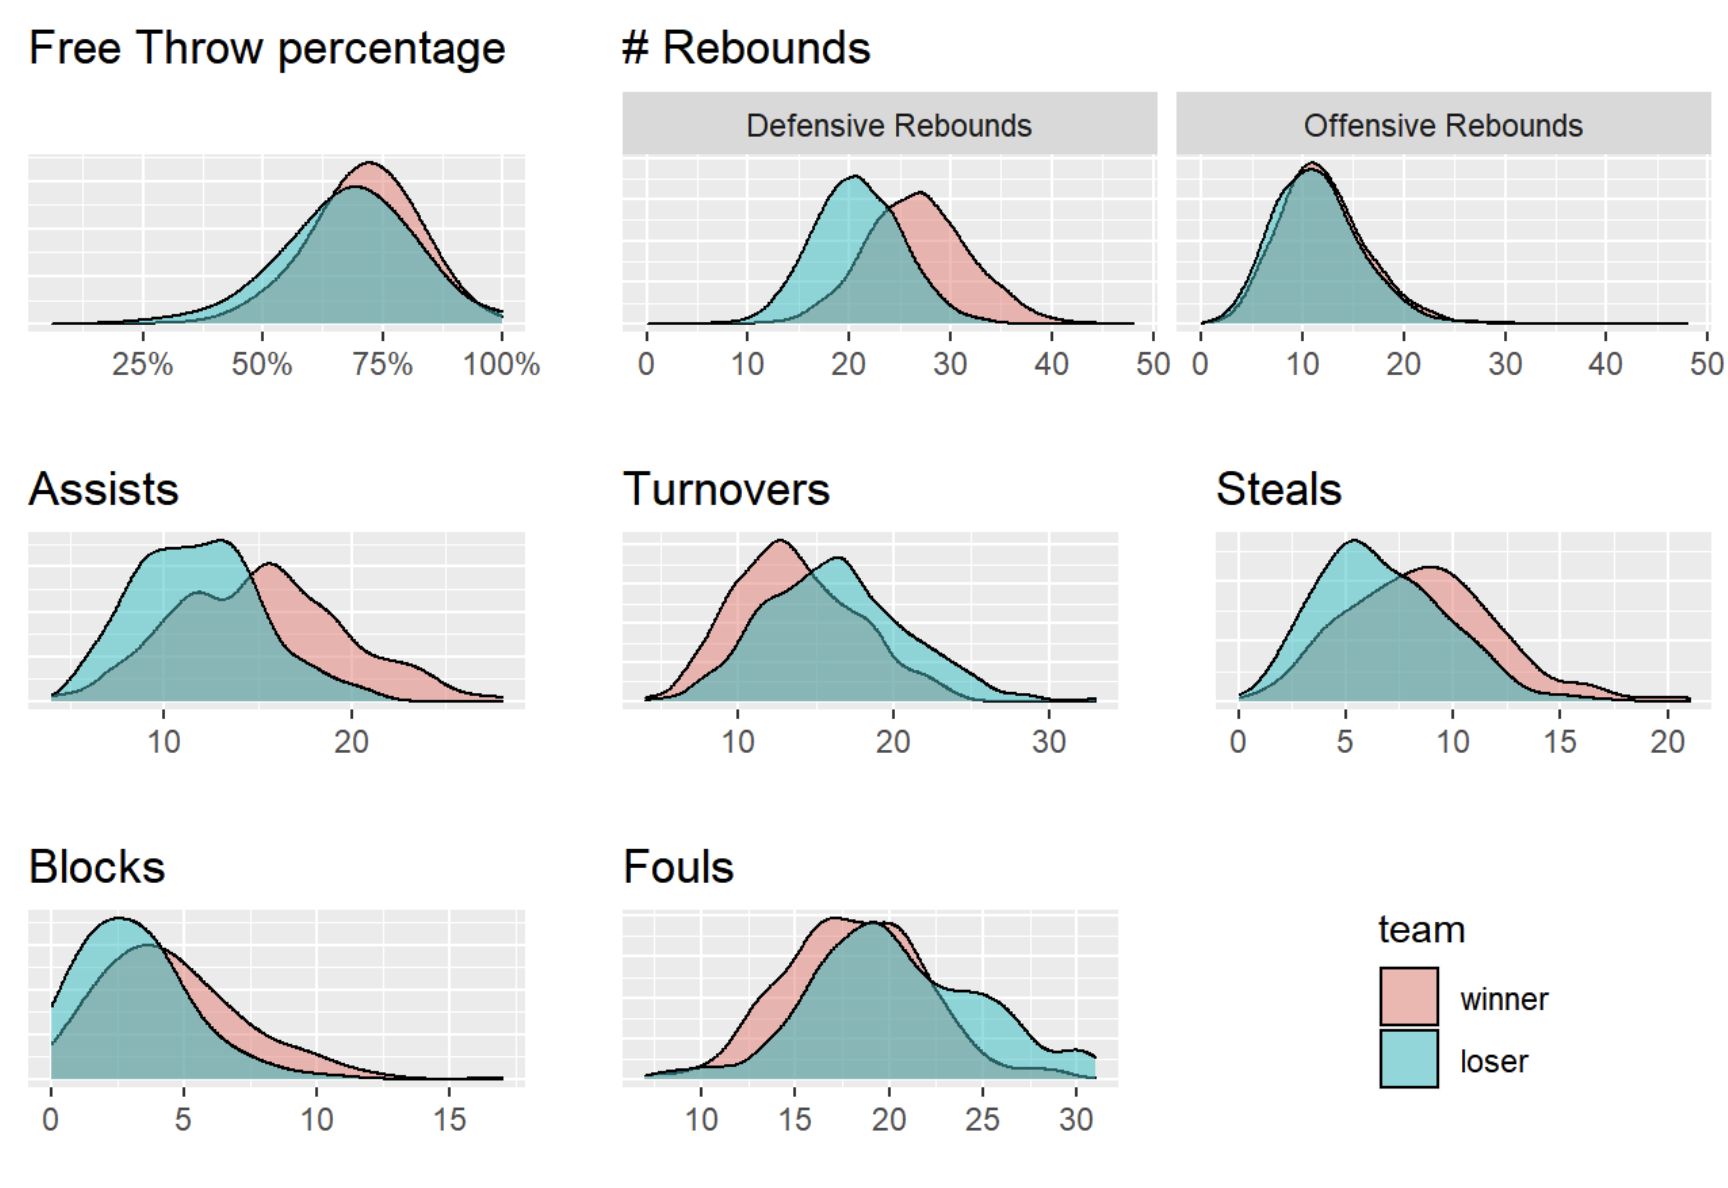 Free Throw percentage
# Rebounds
Defensive Rebounds
Offensive Rebounds
25% 50% 75% 100%
0 10 20 30 40 50
0 10 20 30 40 50
Assists
Turnovers
Steals
10 20
10 20 30
0 5 10 15 20
Blocks
Fouls
team
winner
loser
0 5 10 15
10 15 20 25 30